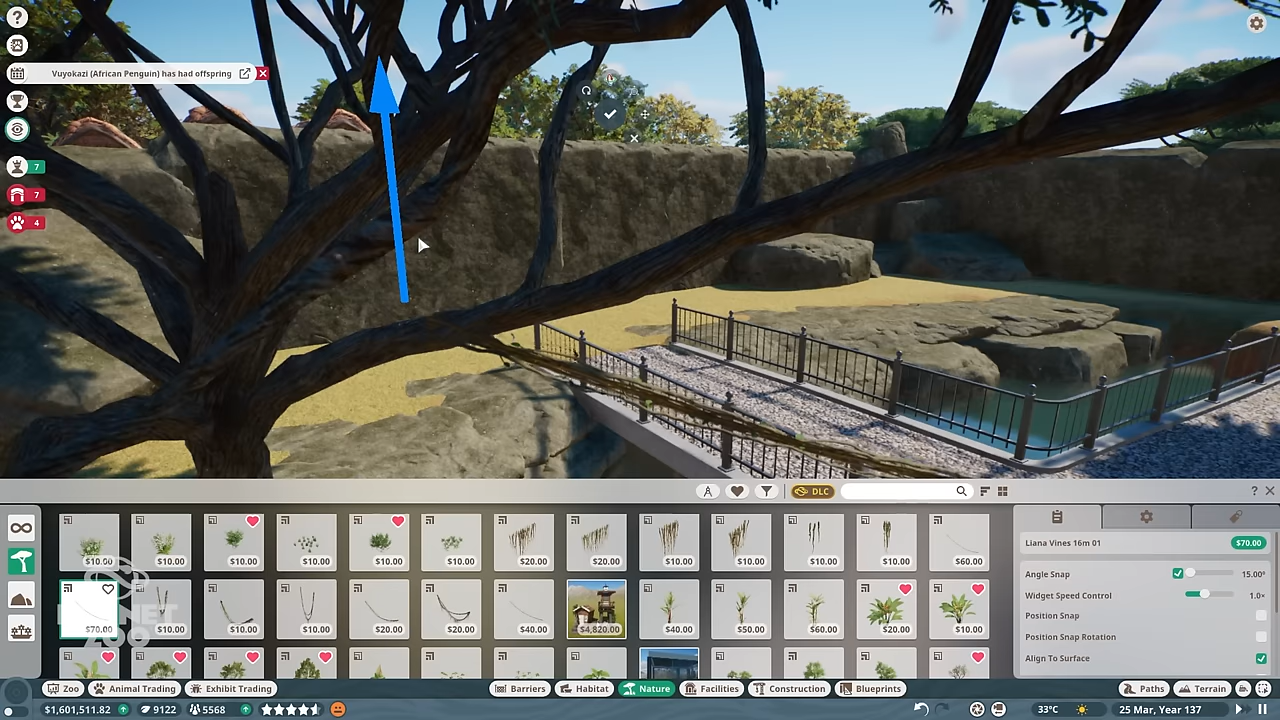 ?
Vuyokazi (African Penguin) has had offspring
7
7
4
DLC
? ×
$10.00 $10.00 $10.00 $10.00 $10.00 $10.00 $20.00 $20.00 $10.00 $10.00 $10.00 $10.00 $60.00
$70.00 $10.00 $10.00 $10.00 $20.00 $20.00 $40.00 $4,820.00 $40.00 $50.00 $60.00 $20.00 $10.00
PLANET ZOO
Liana Vines 16m 01 $70.00
Angle Snap 15.00°
Widget Speed Control 1.0×
Position Snap
Position Snap Rotation
Align To Surface
Zoo Animal Trading Exhibit Trading Barriers Habitat Nature Facilities Construction Blueprints Paths Terrain
$1,601,511.82 9122 5568 33°C 25 Mar, Year 137